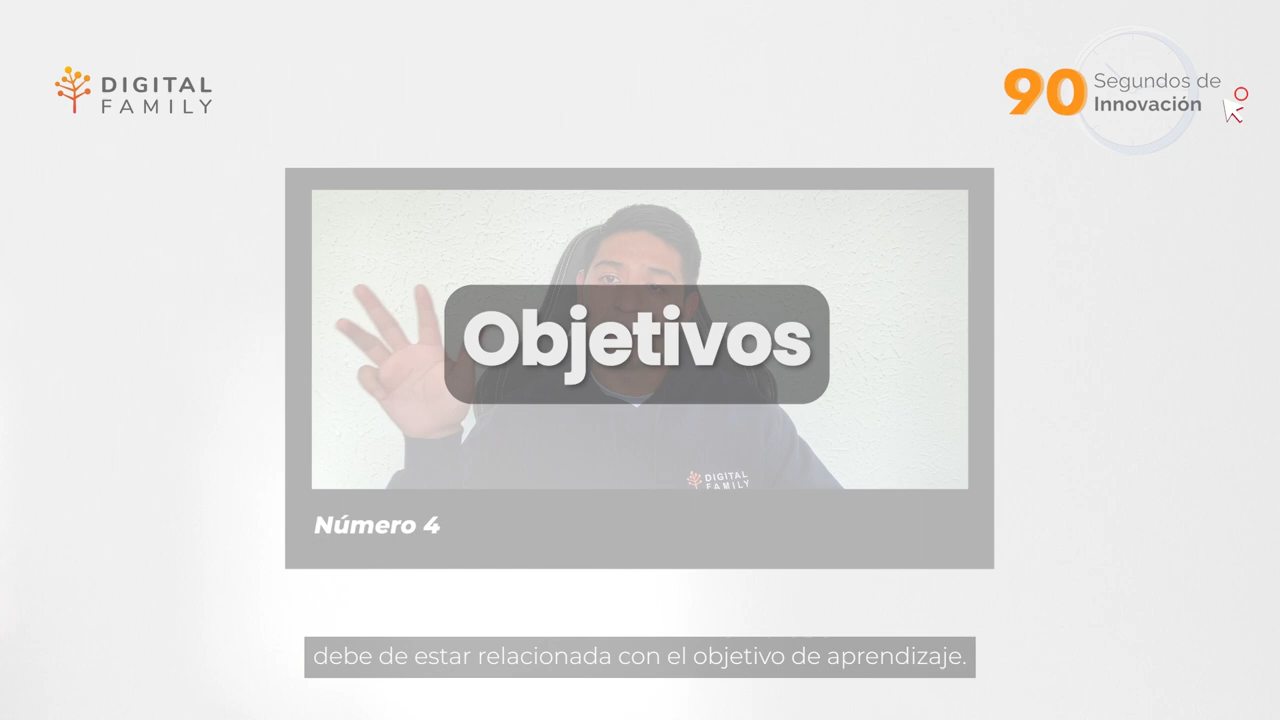 DIGITAL
FAMILY
90 Segundos de
Innovación
Objetivos
DIGITAL
FAMILY
Número 4
debe de estar relacionada con el objetivo de aprendizaje.